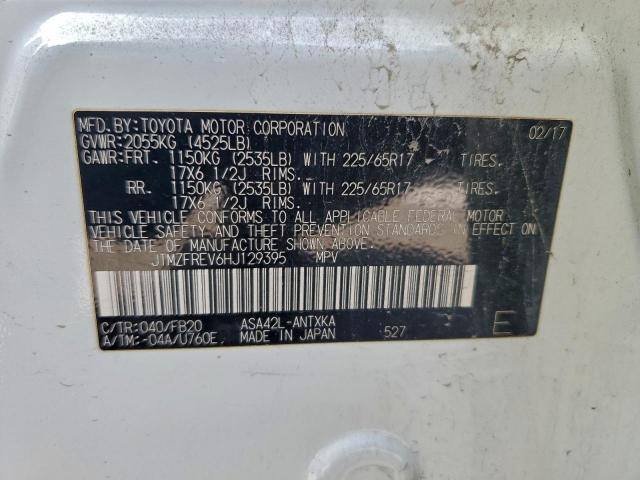 MFD.BY:TOYOTA MOTOR CORPORATION 02/17
GVWR:2055KG (4525LB)
GAWR:FRT. 1150KG (2535LB) WITH 225/65R17 TIRES.
17X6 1/2J RIMS.
RR. 1150KG (2535LB) WITH 225/65R17 TIRES.
17X6 1/2J RIMS.
THIS VEHICLE CONFORMS TO ALL APPLICABLE FEDERAL MOTOR
VEHICLE SAFETY AND THEFT PREVENTION STANDARDS IN EFFECT ON THE
DATE OF MANUFACTURE SHOWN ABOVE.
JTMZFREV6HJ129395 MPV
C/TR:040/FB20 ASA42L-ANTXKA
A/TM:-04A/U760E MADE IN JAPAN 527 E